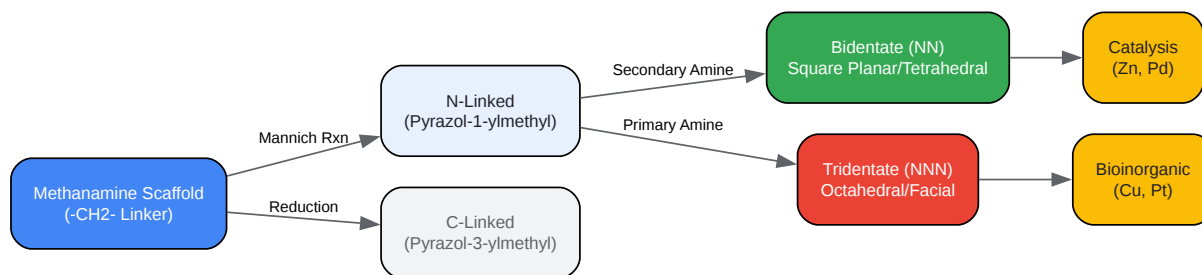 Methanamine Scaffold
(-CH2- Linker)
Mannich Rxn
Reduction
N-Linked
(Pyrazol-1-ylmethyl)
C-Linked
(Pyrazol-3-ylmethyl)
Secondary Amine
Primary Amine
Bidentate (NN)
Square Planar/Tetrahedral
Tridentate (NNN)
Octahedral/Facial
Catalysis
(Zn, Pd)
Bioinorganic
(Cu, Pt)